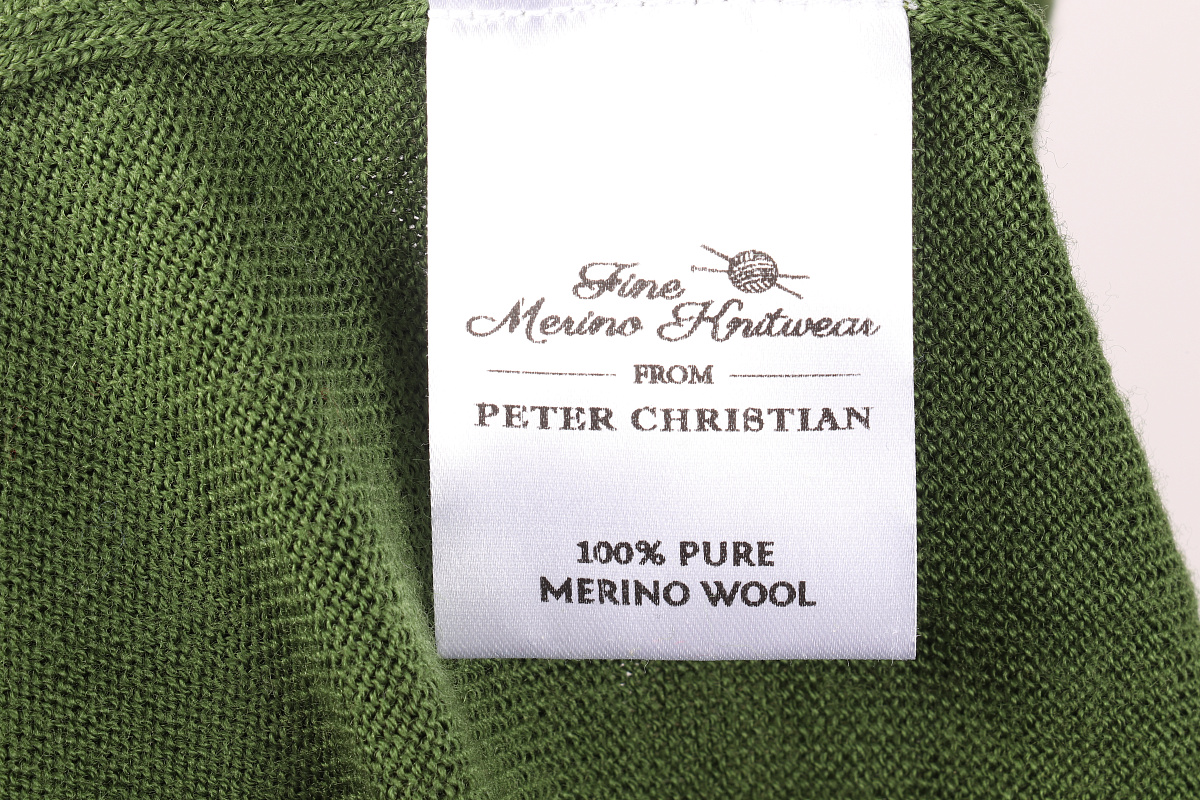 Fine
Merino Knitwear
FROM
PETER CHRISTIAN
100% PURE
MERINO WOOL